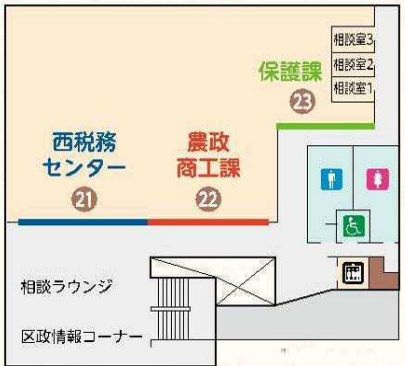 相談室3
相談室2
相談室1
保護課
23
西税務
センター
21
農政
商工課
22
相談ラウンジ
区政情報コーナー